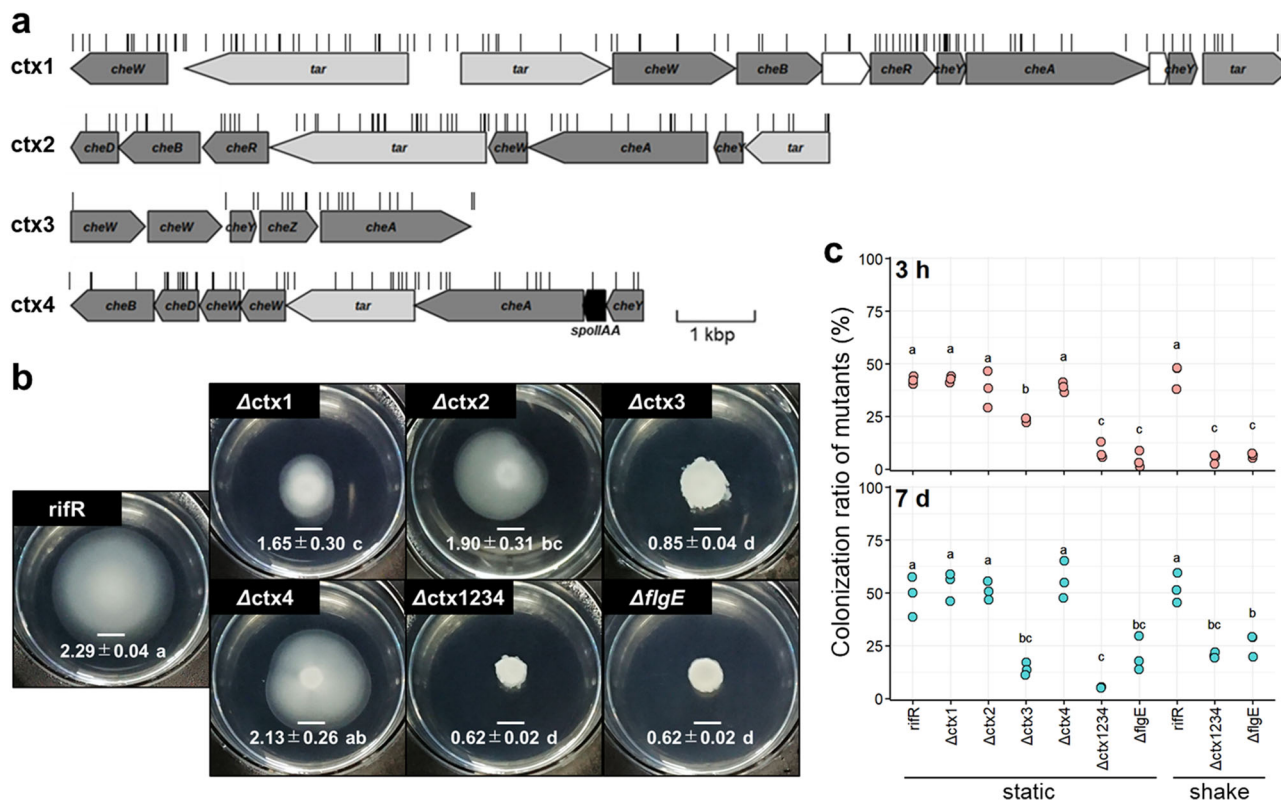 a
ctx1
cheW tar tar cheW cheB cheR cheY cheA cheY tar
ctx2
cheD cheB cheR tar cheW cheA cheY tar
ctx3
cheW cheW cheY cheZ cheA
ctx4
cheB cheD cheW cheW tar cheA cheY
spoIIAA
1 kbp
b
rifR
2.29±0.04 a
Δctx1
1.65±0.30 c
Δctx2
1.90±0.31 bc
Δctx3
0.85±0.04 d
Δctx4
2.13±0.26 ab
Δctx1234
0.62±0.02 d
ΔflgE
0.62±0.02 d
c
Colonization ratio of mutants (%)
3 h
100
75
50
25
0
a a a b a c c a c c
7 d
100
75
50
25
0
a a a bc a c bc a bc b
rifR
Δctx1
Δctx2
Δctx3
Δctx4
Δctx1234
ΔflgE
rifR
Δctx1234
ΔflgE
static
shake